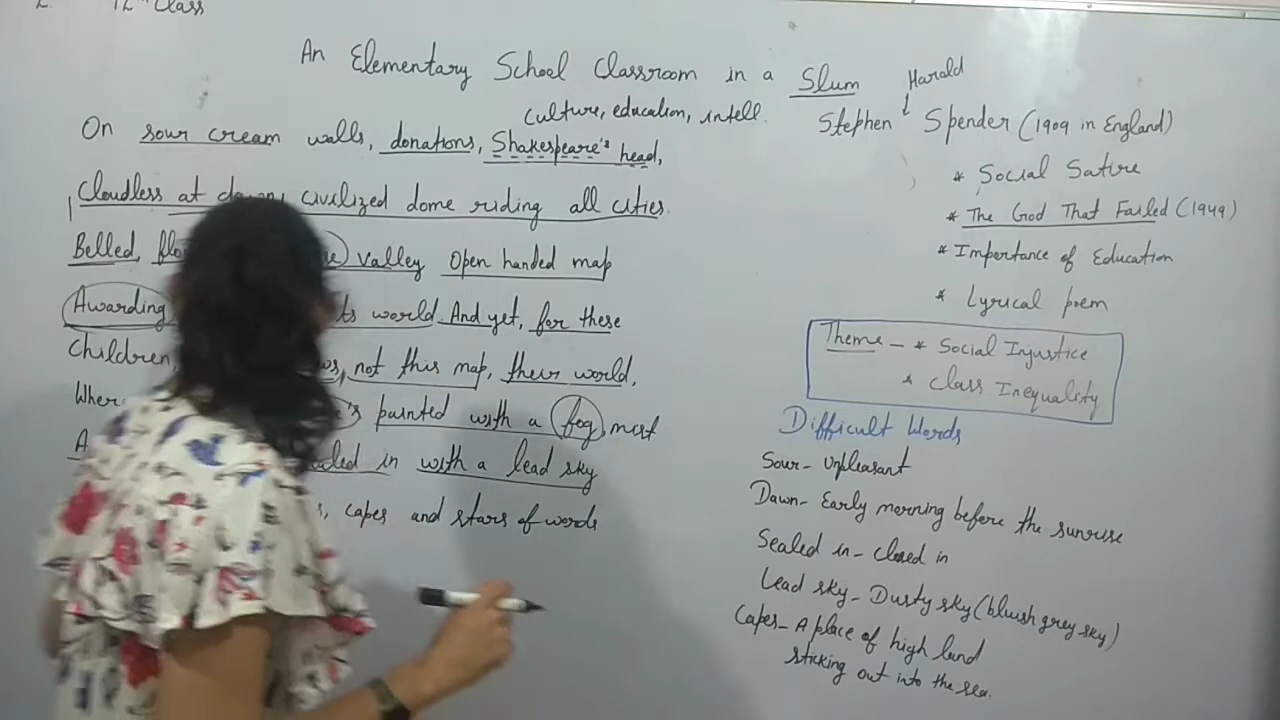 12th Class
An Elementary School Classroom in a Slum
Harald
culture, education, intell.
Stephen Spender (1909 in England)
On sour cream walls, donations, Shakespeare's head,
* Social Satire
Cloudless at civilized dome riding all cities.
* The God That Failed (1949)
Belled, valley Open handed map
* Importance of Education
Awarding world. And yet, for these
* Lyrical poem
Children, not this map, their world,
Theme - * Social Injustice
* Class Inequality
painted with a fog,
Difficult Words
in with a lead sky
Sour - Unpleasant
capes and stars of words
Dawn - Early morning before the sunrise
Sealed in - closed in
Lead sky - Dusty sky (bluish grey sky)
Capes - A place of high land
sticking out into the sea.